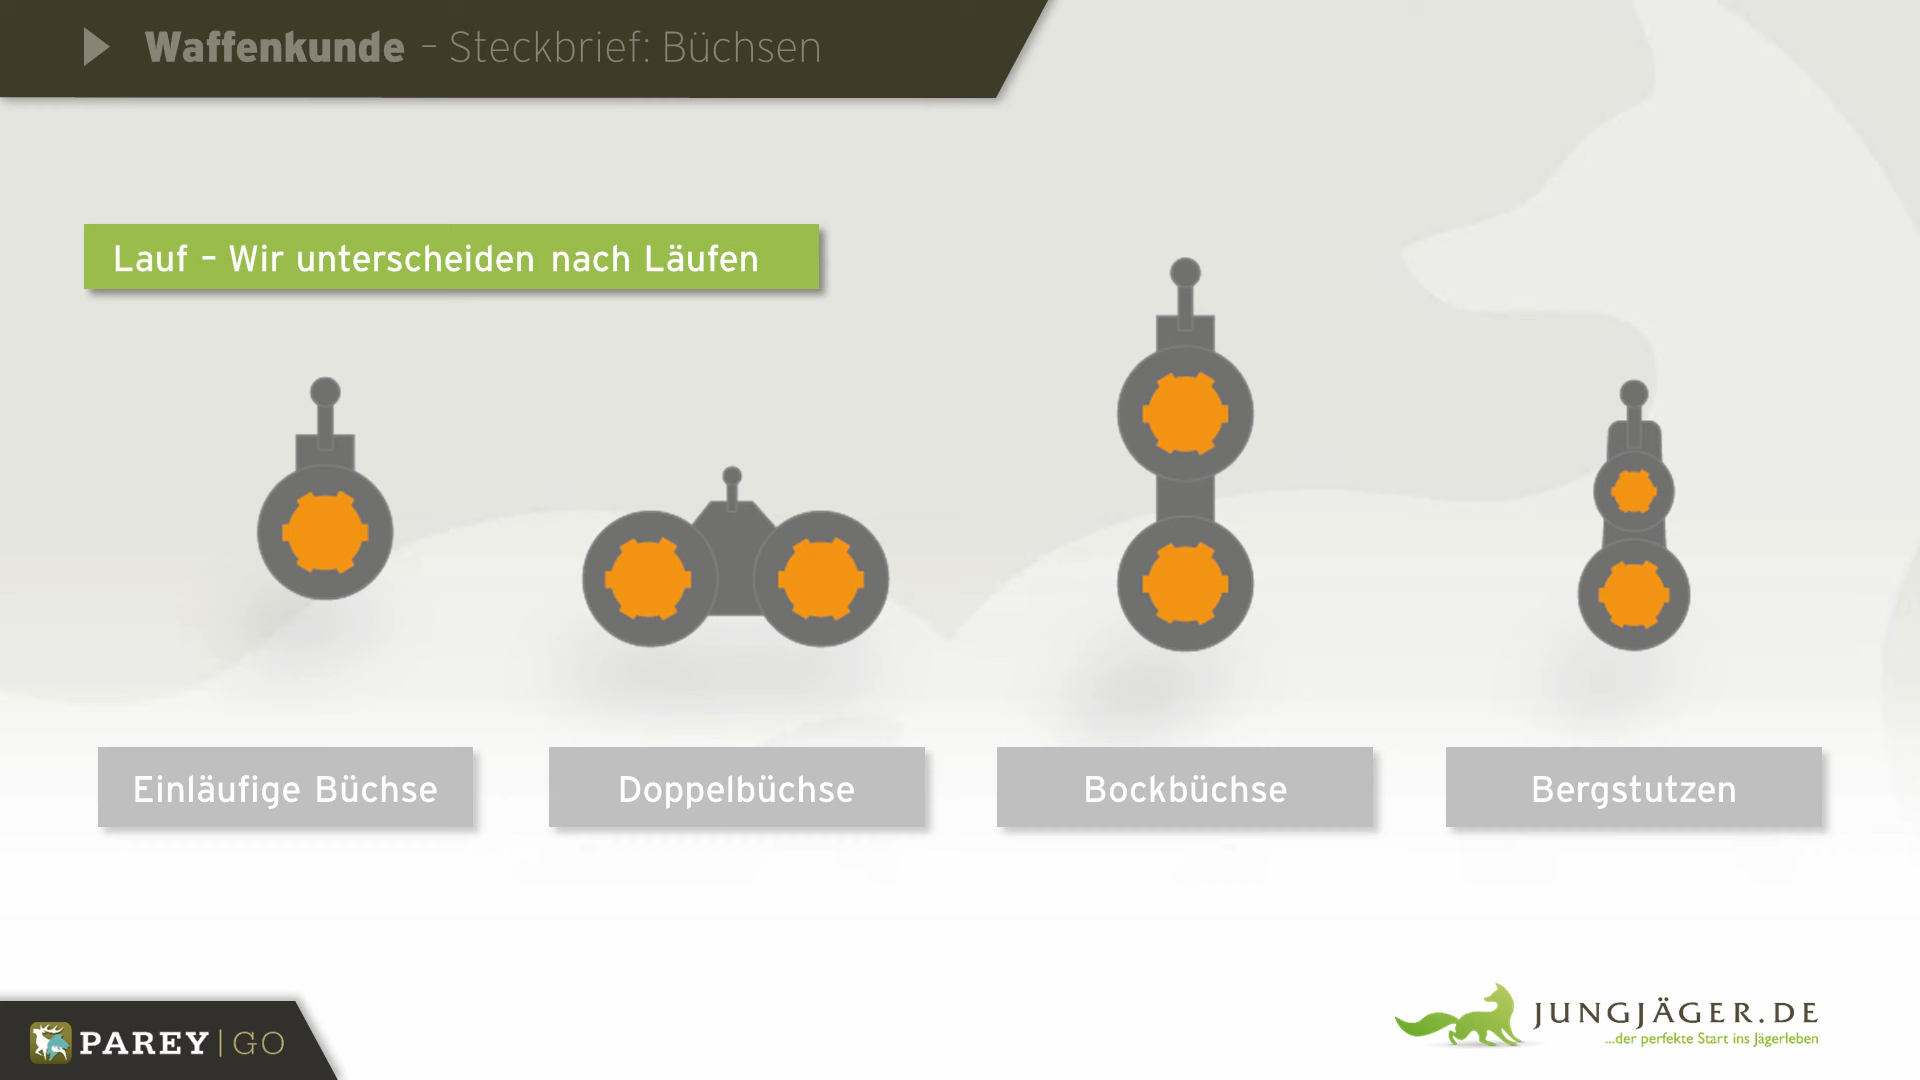 Waffenkunde – Steckbrief: Büchsen
Lauf – Wir unterscheiden nach Läufen
Einläufige Büchse
Doppelbüchse
Bockbüchse
Bergstutzen
PAREY|GO
JUNGJÄGER.DE
...der perfekte Start ins Jägerleben